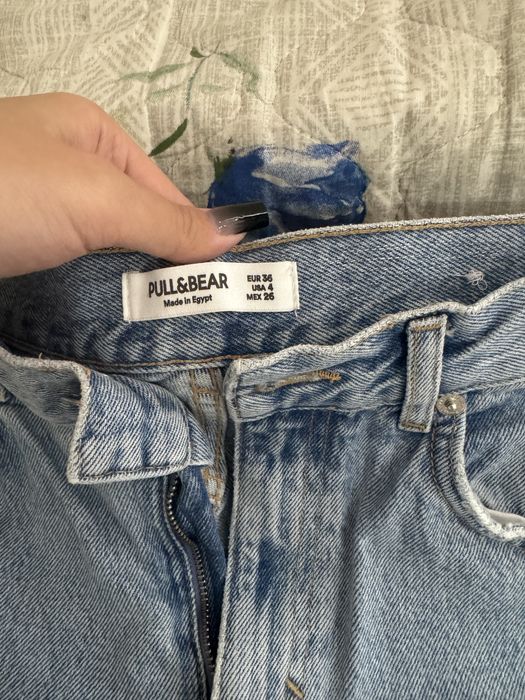 PULL&BEAR
Made in Egypt
EUR 36
USA 4
MEX 26